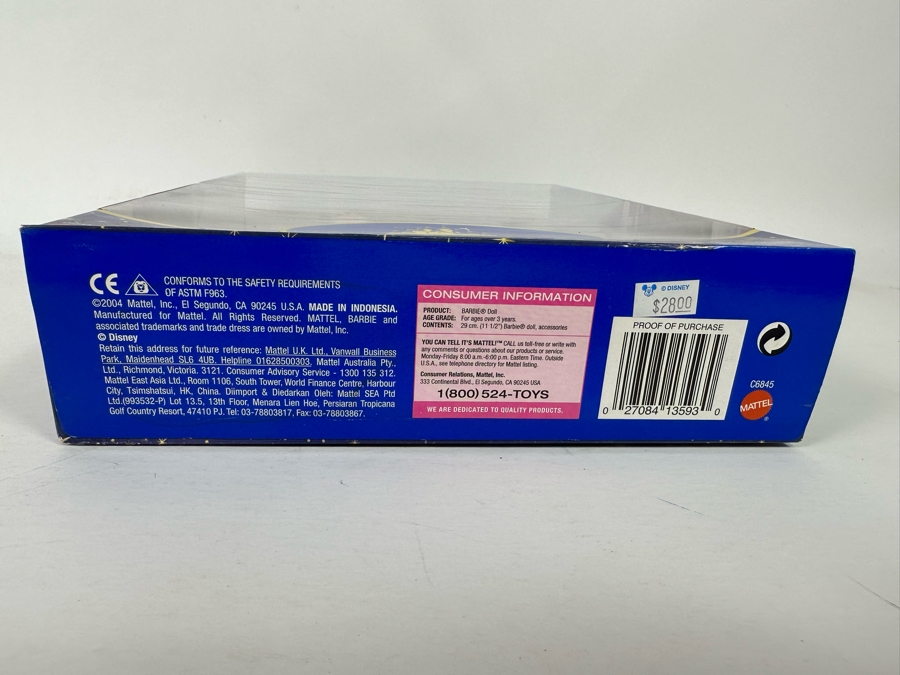 CE
CONFORMS TO THE SAFETY REQUIREMENTS
OF ASTM F963.
©2004 Mattel, Inc., El Segundo, CA 90245 U.S.A. MADE IN INDONESIA.
Manufactured for Mattel. All Rights Reserved. MATTEL, BARBIE and
associated trademarks and trade dress are owned by Mattel, Inc.
© Disney
Retain this address for future reference: Mattel U.K. Ltd., Vanwall Business
Park, Maidenhead SL6 4UB. Helpline 01628500303. Mattel Australia Pty.,
Ltd., Richmond, Victoria. 3121. Consumer Advisory Service - 1300 135 312.
Mattel East Asia Ltd., Room 1106, South Tower, World Finance Centre, Harbour
City, Tsimshatsui, HK, China. Diimport & Diedarkan Oleh: Mattel SEA Ptd
Ltd.(993532-P) Lot 13.5, 13th Floor, Menara Lien Hoe, Persiaran Tropicana
Golf Country Resort, 47410 PJ. Tel: 03-78803817, Fax: 03-78803867.
CONSUMER INFORMATION
PRODUCT: BARBIE® Doll
AGE GRADE: For ages over 3 years.
CONTENTS: 29 cm. (11 1/2") Barbie® doll, accessories
YOU CAN TELL IT'S MATTEL!™ CALL us toll-free or write with
any comments or questions about our products or service.
Monday-Friday 8:00 a.m.-6:00 p.m. Eastern Time. Outside
U.S.A., see telephone directory for Mattel listing.
Consumer Relations, Mattel, Inc.
333 Continental Blvd., El Segundo, CA 90245 USA
1(800) 524-TOYS
WE ARE DEDICATED TO QUALITY PRODUCTS.
© DISNEY
$28.00
PROOF OF PURCHASE
0 27084 13593 0
C6845
MATTEL
®